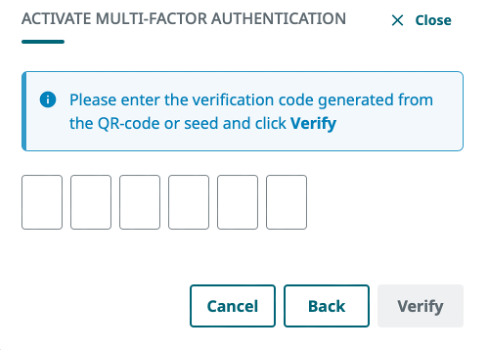 ACTIVATE MULTI-FACTOR AUTHENTICATION
Close
Please enter the verification code generated from
the QR-code or seed and click Verify
Cancel
Back
Verify